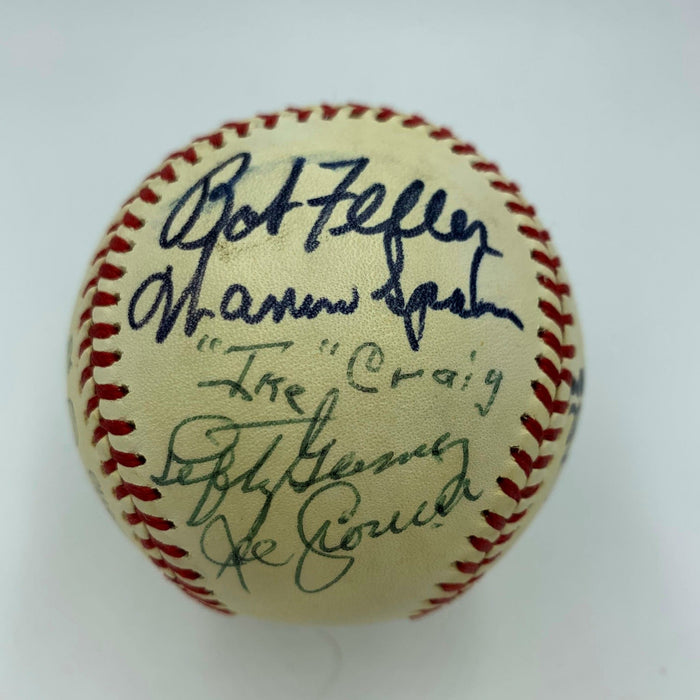 Bob Feller
Warren Spahn
"Ike" Craig
Lefty Gomez
Joe Cronin